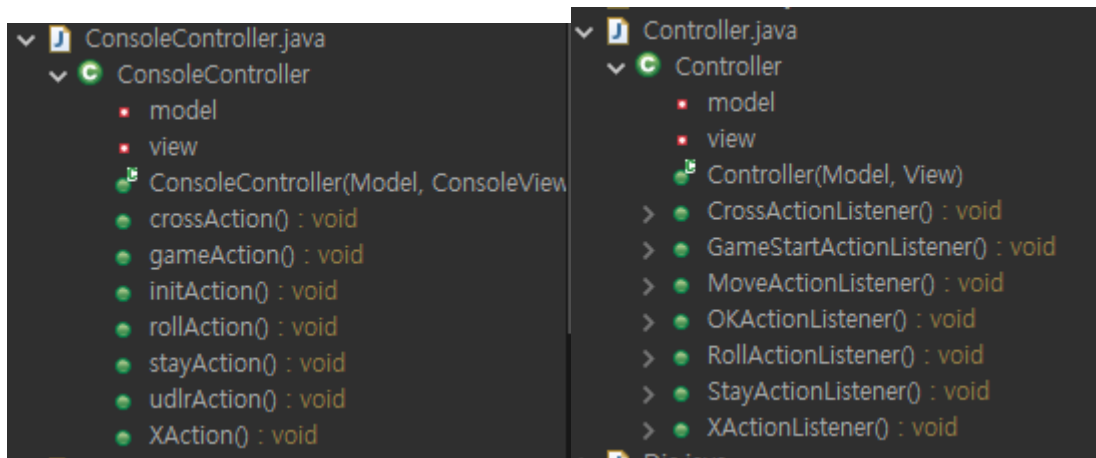 ConsoleController.java
ConsoleController
model
view
ConsoleController(Model, ConsoleView
crossAction() : void
gameAction() : void
initAction() : void
rollAction() : void
stayAction() : void
udlrAction() : void
XAction() : void
Controller.java
Controller
model
view
Controller(Model, View)
CrossActionListener() : void
GameStartActionListener() : void
MoveActionListener() : void
OKActionListener() : void
RollActionListener() : void
StayActionListener() : void
XActionListener() : void